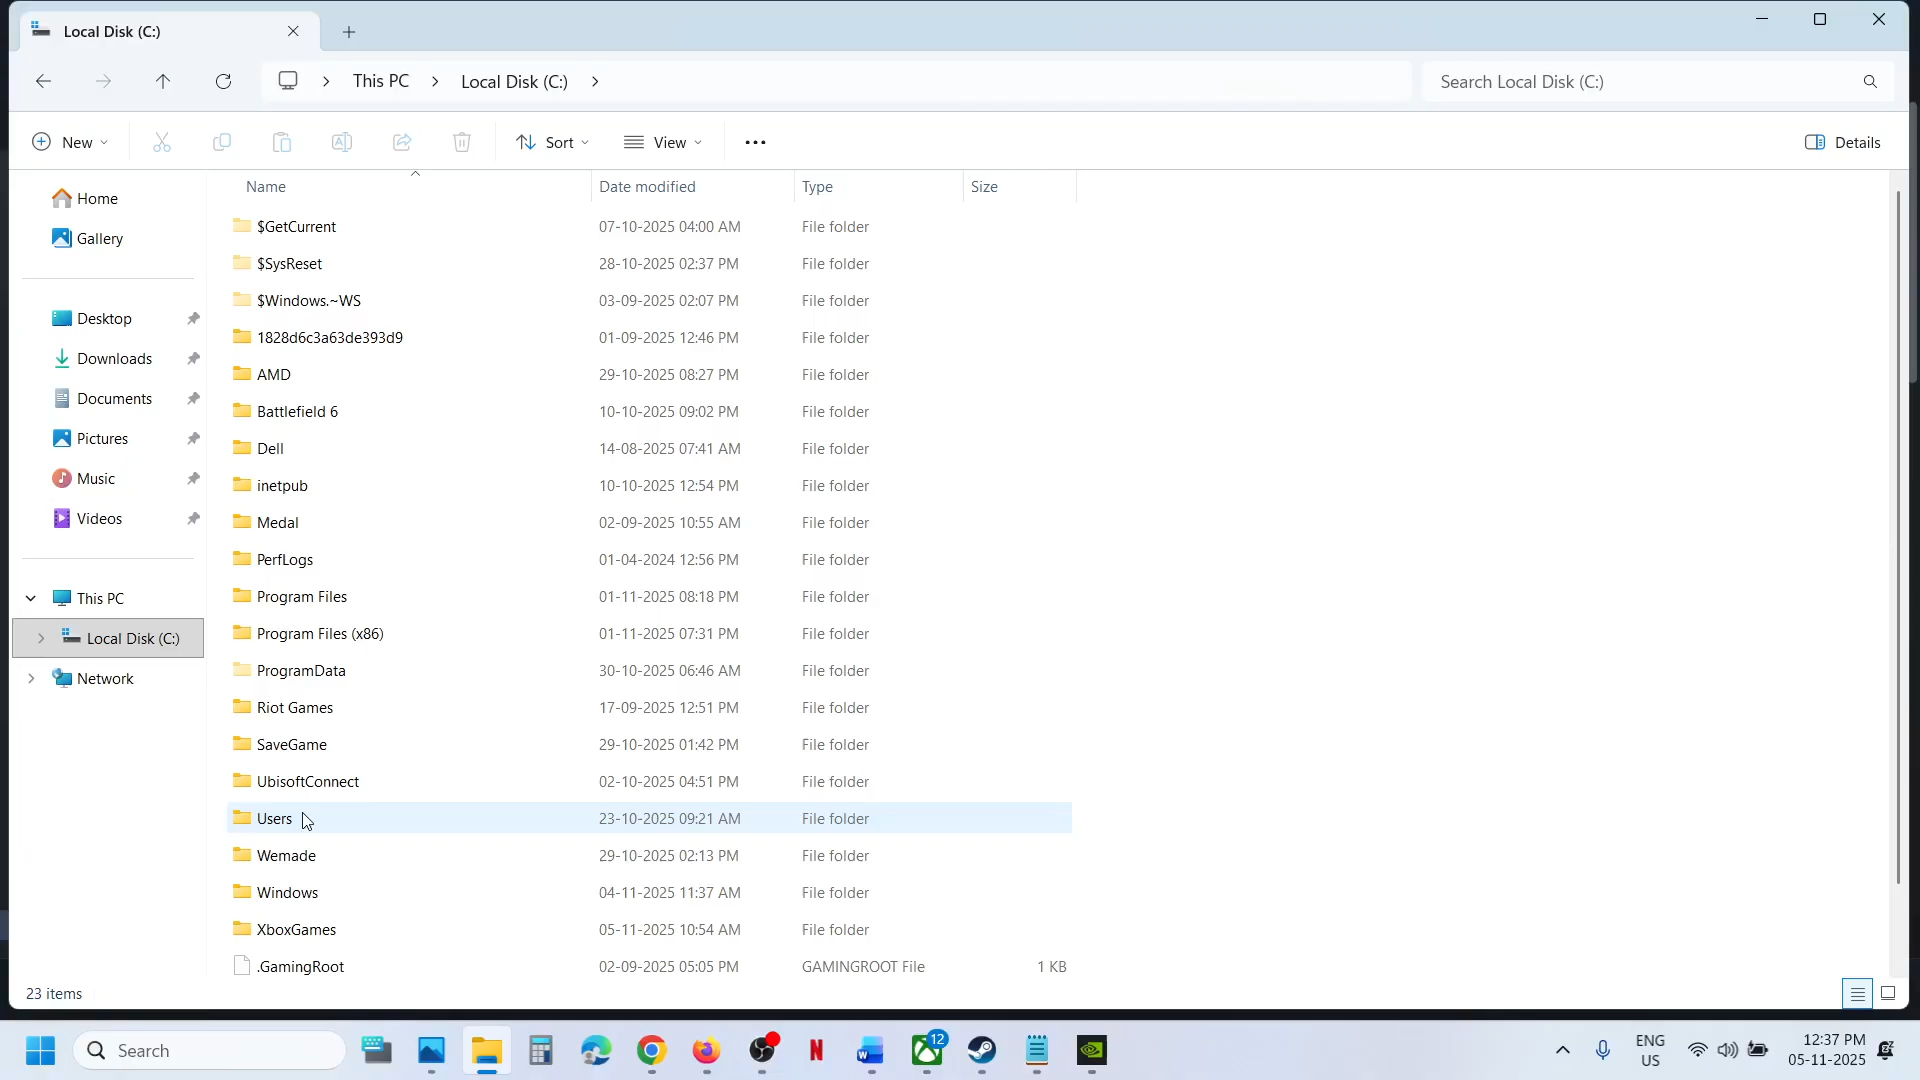 Local Disk (C:)
This PC
Local Disk (C:)
Search Local Disk (C:)
New
Sort
View
Details
Name Date modified Type Size
Home
Gallery
Desktop
Downloads
Documents
Pictures
Music
Videos
This PC
Local Disk (C:)
Network
$GetCurrent 07-10-2025 04:00 AM File folder
$SysReset 28-10-2025 02:37 PM File folder
$Windows.~WS 03-09-2025 02:07 PM File folder
1828d6c3a63de393d9 01-09-2025 12:46 PM File folder
AMD 29-10-2025 08:27 PM File folder
Battlefield 6 10-10-2025 09:02 PM File folder
Dell 14-08-2025 07:41 AM File folder
inetpub 10-10-2025 12:54 PM File folder
Medal 02-09-2025 10:55 AM File folder
PerfLogs 01-04-2024 12:56 PM File folder
Program Files 01-11-2025 08:18 PM File folder
Program Files (x86) 01-11-2025 07:31 PM File folder
ProgramData 30-10-2025 06:46 AM File folder
Riot Games 17-09-2025 12:51 PM File folder
SaveGame 29-10-2025 01:42 PM File folder
UbisoftConnect 02-10-2025 04:51 PM File folder
Users 23-10-2025 09:21 AM File folder
Wemade 29-10-2025 02:13 PM File folder
Windows 04-11-2025 11:37 AM File folder
XboxGames 05-11-2025 10:54 AM File folder
.GamingRoot 02-09-2025 05:05 PM GAMINGROOT File 1 KB
23 items
Search
N
W
12
ENG
US
12:37 PM
05-11-2025